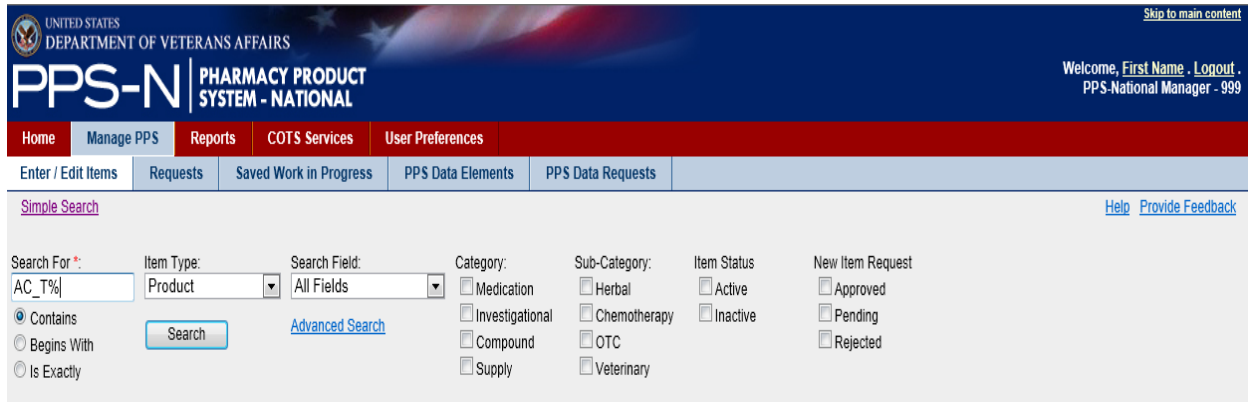 Skip to main content
UNITED STATES
DEPARTMENT OF VETERANS AFFAIRS
PPS-N PHARMACY PRODUCT
SYSTEM - NATIONAL
Welcome, First Name . Logout .
PPS-National Manager - 999
Home Manage PPS Reports COTS Services User Preferences
Enter / Edit Items Requests Saved Work in Progress PPS Data Elements PPS Data Requests
Simple Search Help Provide Feedback
Search For *: Item Type: Search Field: Category: Sub-Category: Item Status New Item Request
AC_T% Product All Fields Medication Herbal Active Approved
Contains Investigational Chemotherapy Inactive Pending
Search Advanced Search
Begins With Compound OTC Rejected
Is Exactly Supply Veterinary